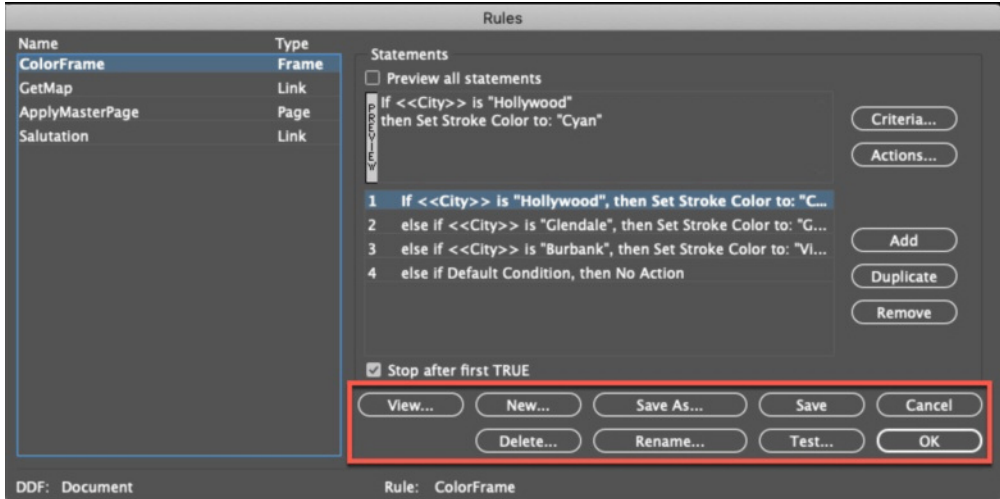 Rules
Name Type
ColorFrame Frame
GetMap Link
ApplyMasterPage Page
Salutation Link
Statements
Preview all statements
PREVIEW
If <<City>> is "Hollywood"
then Set Stroke Color to: "Cyan"
Criteria...
Actions...
1 If <<City>> is "Hollywood", then Set Stroke Color to: "C...
2 else if <<City>> is "Glendale", then Set Stroke Color to: "G...
3 else if <<City>> is "Burbank", then Set Stroke Color to: "Vi...
4 else if Default Condition, then No Action
Add
Duplicate
Remove
Stop after first TRUE
View... New... Save As... Save Cancel
Delete... Rename... Test... OK
DDF: Document Rule: ColorFrame